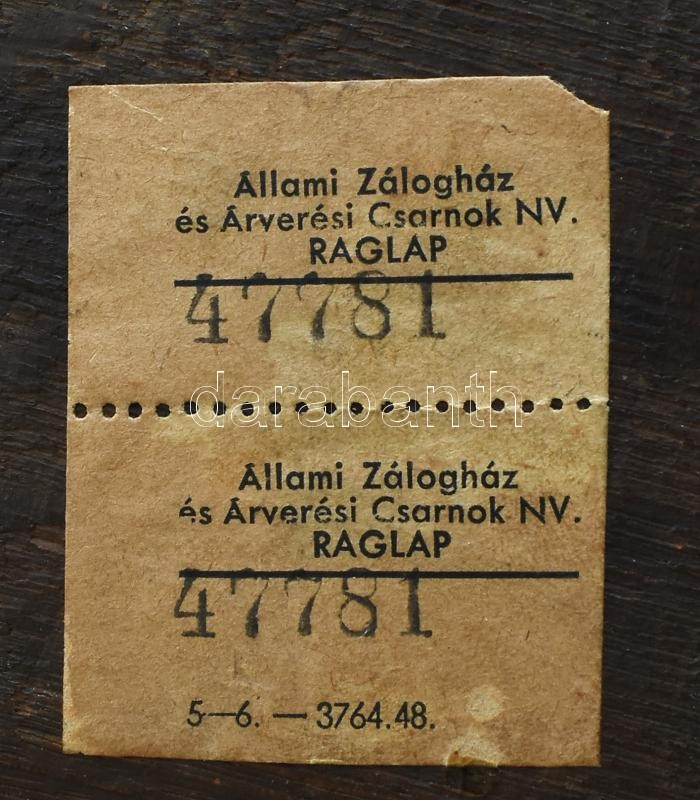 Állami Zálogház
és Árverési Csarnok NV.
RAGLAP
47781
darabanth
Állami Zálogház
és Árverési Csarnok NV.
RAGLAP
47781
5—6. — 3764.48.